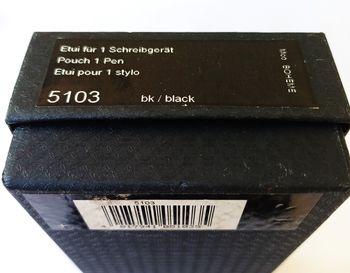 Etui für 1 Schreibgerät
Pouch 1 Pen
Etui pour 1 stylo
5103 bk / black
BOHEME
5103